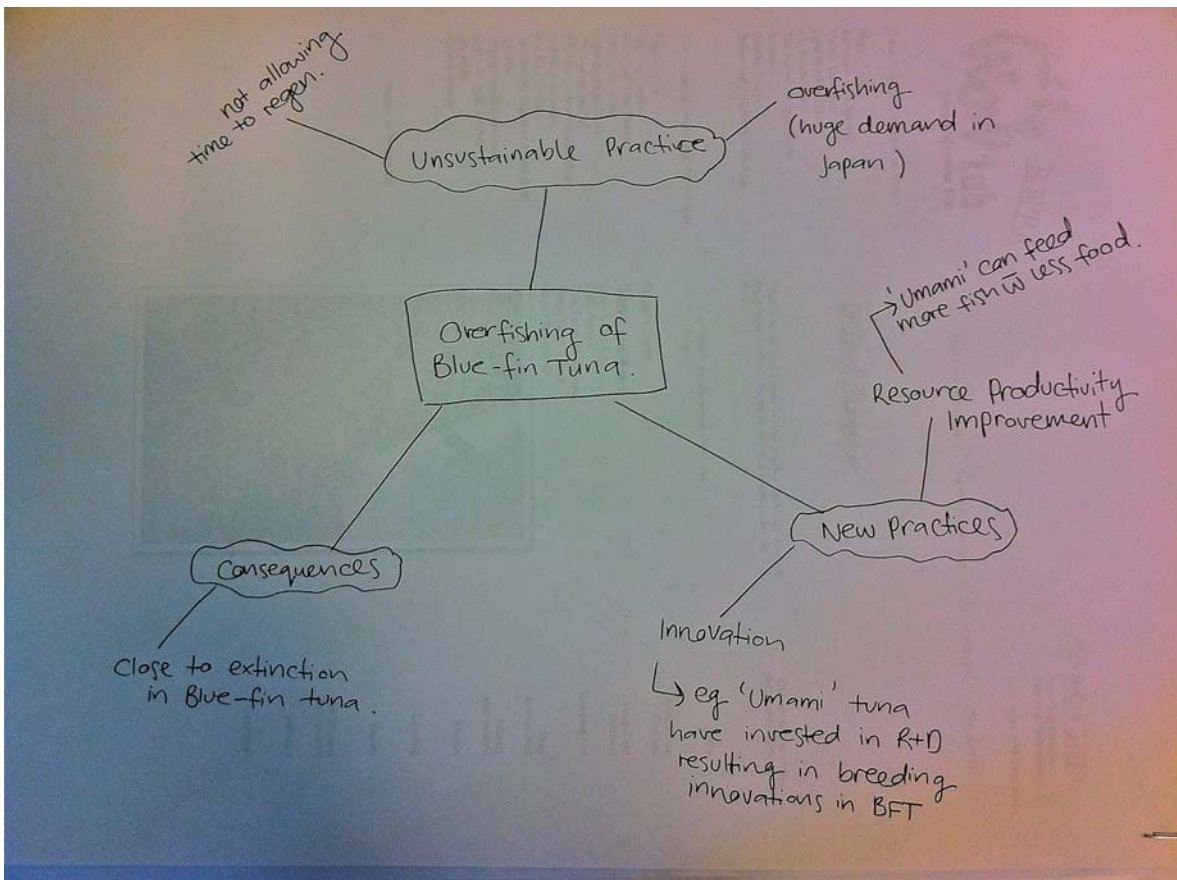 not allowing
time to regen.
Unsustainable Practice
overfishing
(huge demand in
Japan)
Overfishing of
Blue-fin Tuna.
'Umami' can feed
more fish w̅ less food.
Resource Productivity
Improvement
New Practices
Consequences
Close to extinction
in Blue-fin tuna.
Innovation
eg 'Umami' tuna
have invested in R+D
resulting in breeding
innovations in BFT